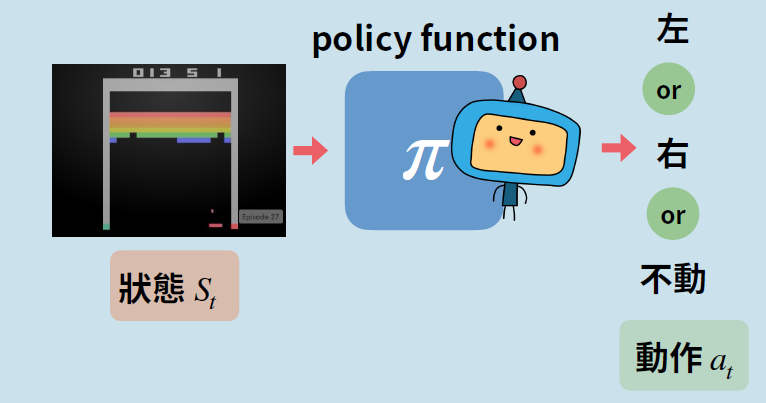 policy function
013 5 1
Episode 27
狀態 St
π
左
or
右
or
不動
動作 at